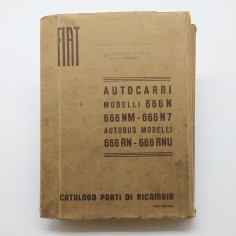 FIAT
AUTOCARRI
MODELLI 666 N
666 NM - 666 N7
AUTOBUS MODELLI
666 RN - 666 RNU
CATALOGO PARTI DI RICAMBIO